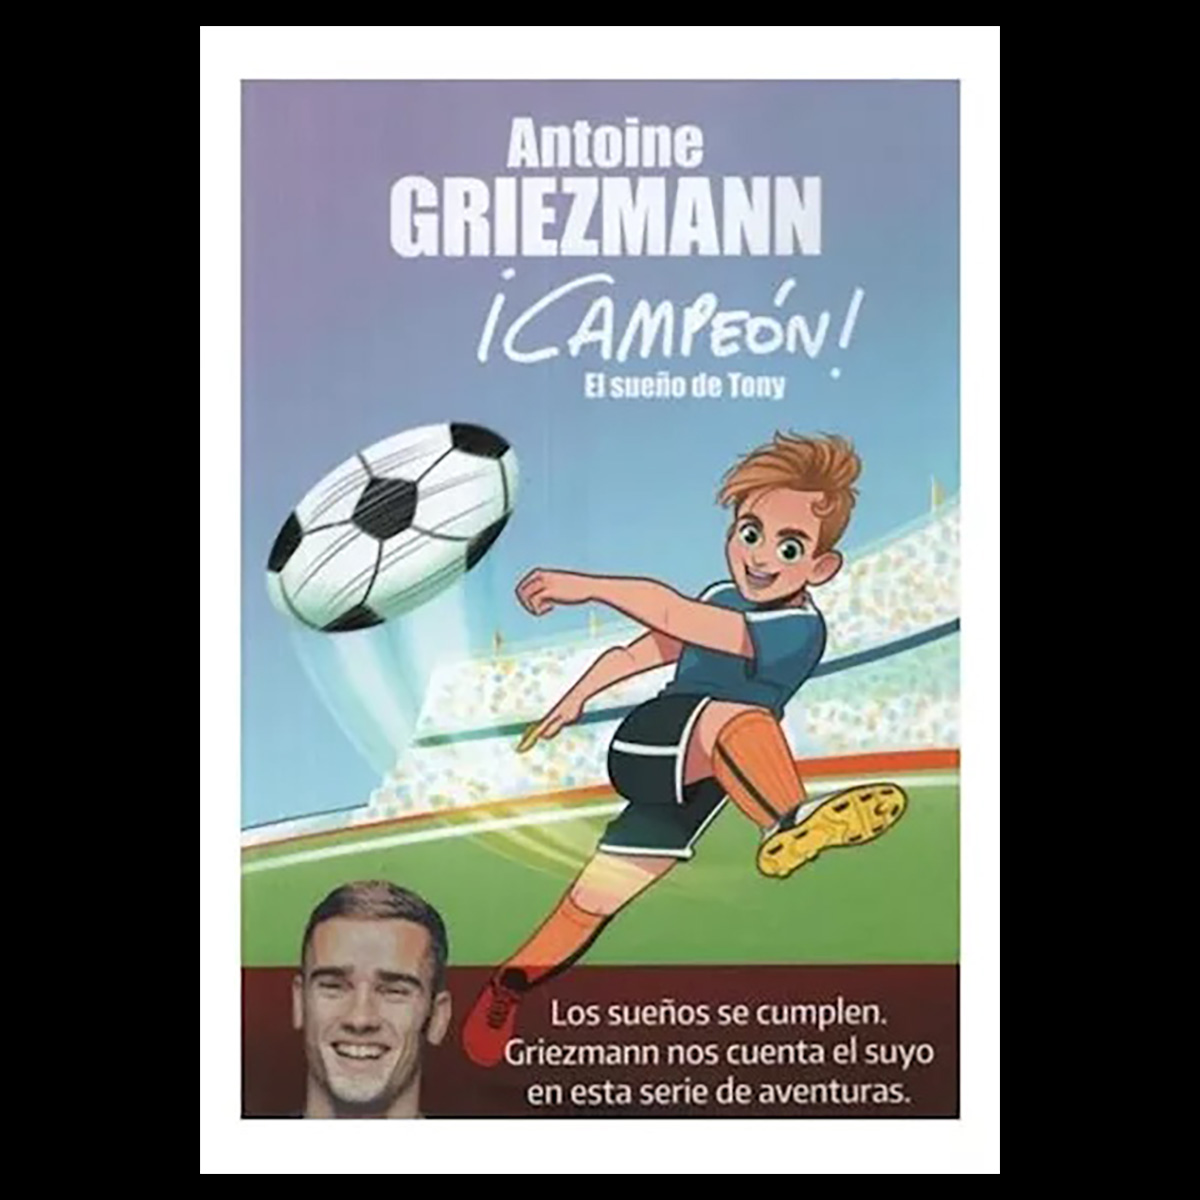 Antoine
GRIEZMANN
¡CAMPEÓN!
El sueño de Tony
Los sueños se cumplen.
Griezmann nos cuenta el suyo
en esta serie de aventuras.